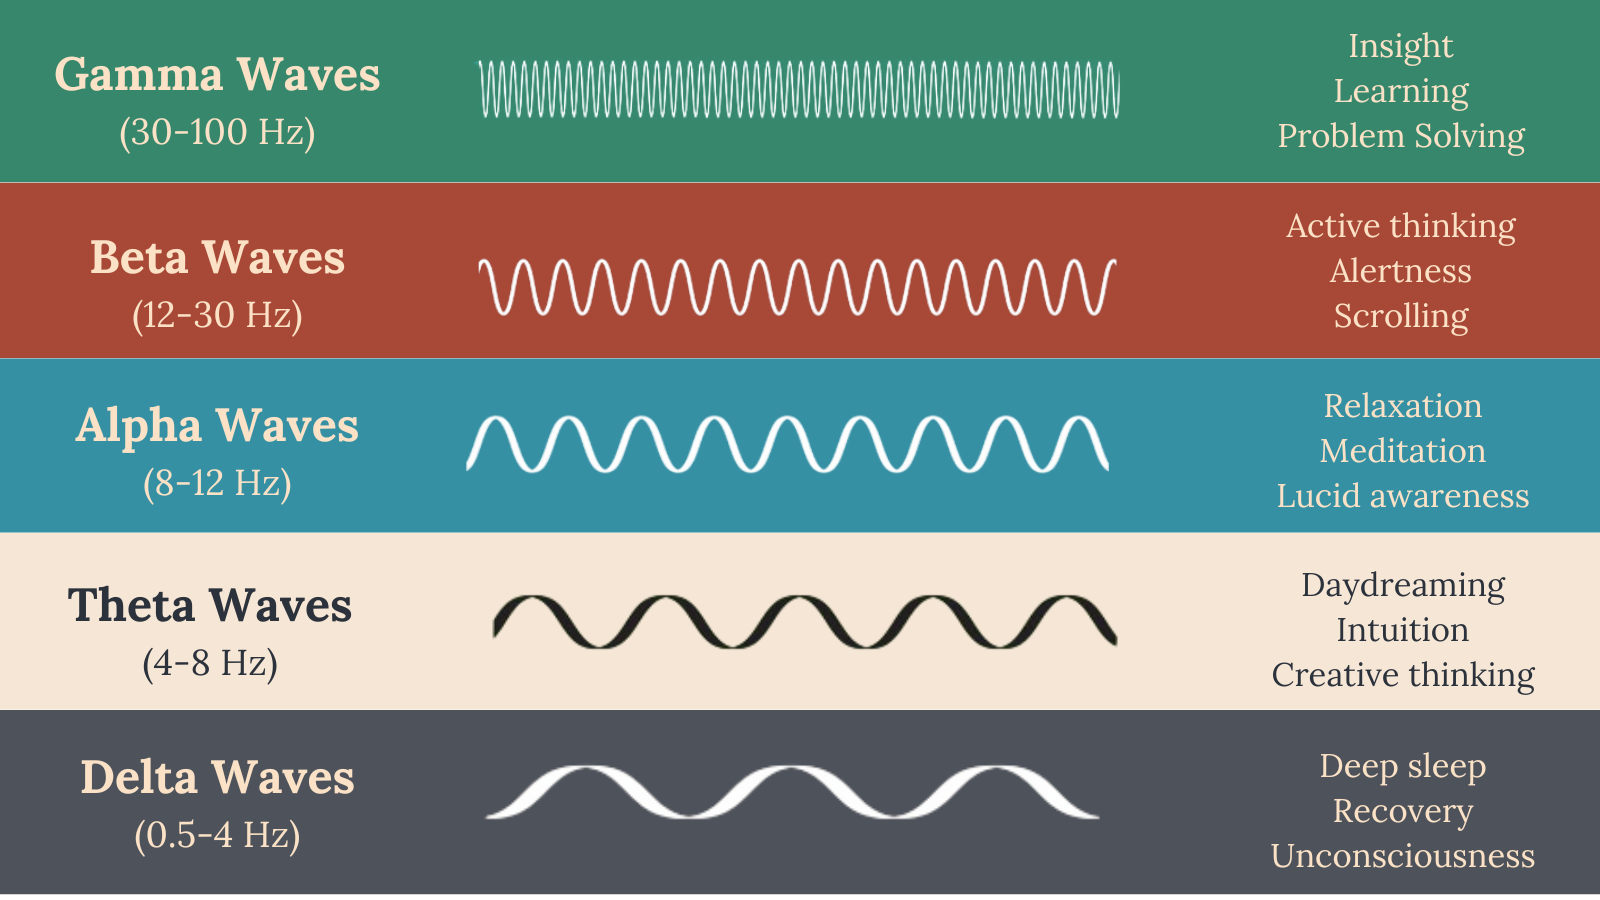 Gamma Waves
(30-100 Hz)
Insight
Learning
Problem Solving
Beta Waves
(12-30 Hz)
Active thinking
Alertness
Scrolling
Alpha Waves
(8-12 Hz)
Relaxation
Meditation
Lucid awareness
Theta Waves
(4-8 Hz)
Daydreaming
Intuition
Creative thinking
Delta Waves
(0.5-4 Hz)
Deep sleep
Recovery
Unconsciousness